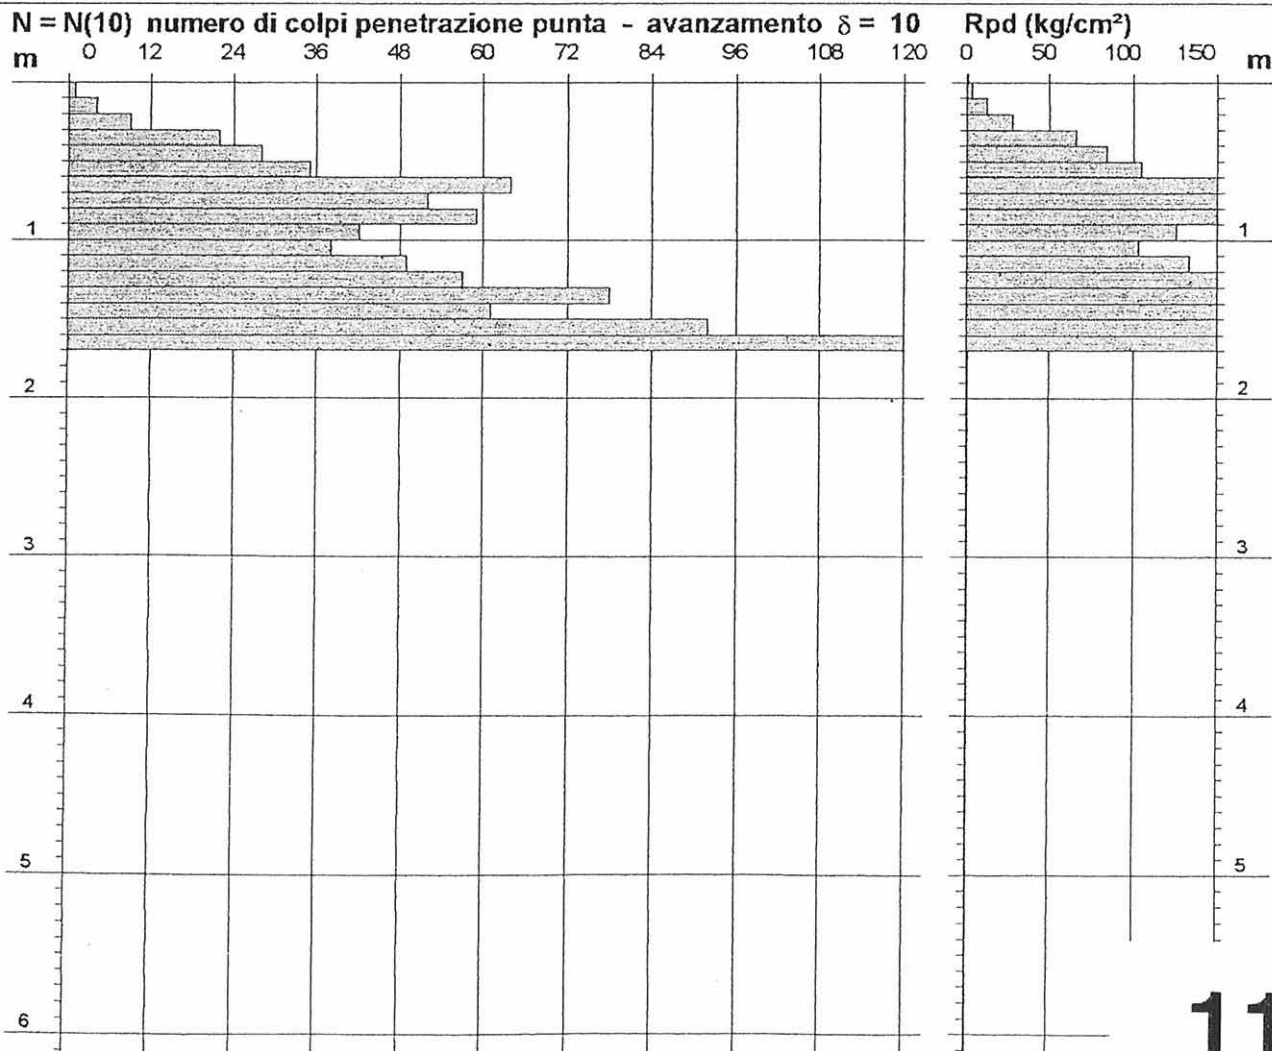 N = N(10) numero di colpi penetrazione punta - avanzamento δ = 10
m 0 12 24 36 48 60 72 84 96 108 120
Rpd (kg/cm²)
0 50 100 150 m
1 1
2 2
3 3
4 4
5 5
6
11